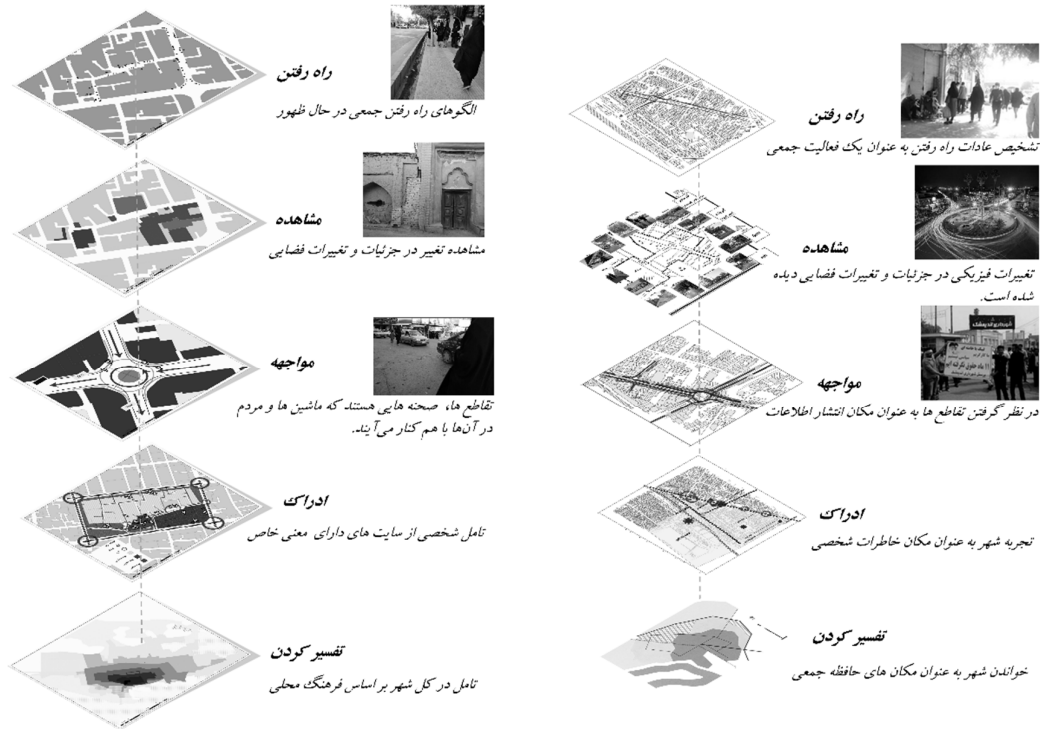 راه رفتن
تشخیص عادات راه رفتن به عنوان یک فعالیت جمعی
مشاهده
تغییرات فیزیکی در جزئیات و تغییرات فضایی دیده
شده است.
مواجهه
در نظر گرفتن تقاطع ها به عنوان مکان انتشار اطلاعات
ادراک
تجربه شهر به عنوان مکان خاطرات شخصی
تفسیر کردن
خواندن شهر به عنوان مکان های حافظه جمعی
راه رفتن
الگوهای راه رفتن جمعی در حال ظهور
مشاهده
مشاهده تغییر در جزئیات و تغییرات فضایی
مواجهه
تقاطع ها، صحنه هایی هستند که ماشین ها و مردم
در آن‌ها با هم کنار می‌آیند.
ادراک
تامل شخصی از سایت های دارای معنی خاص
تفسیر کردن
تامل در کل شهر بر اساس فرهنگ محلی